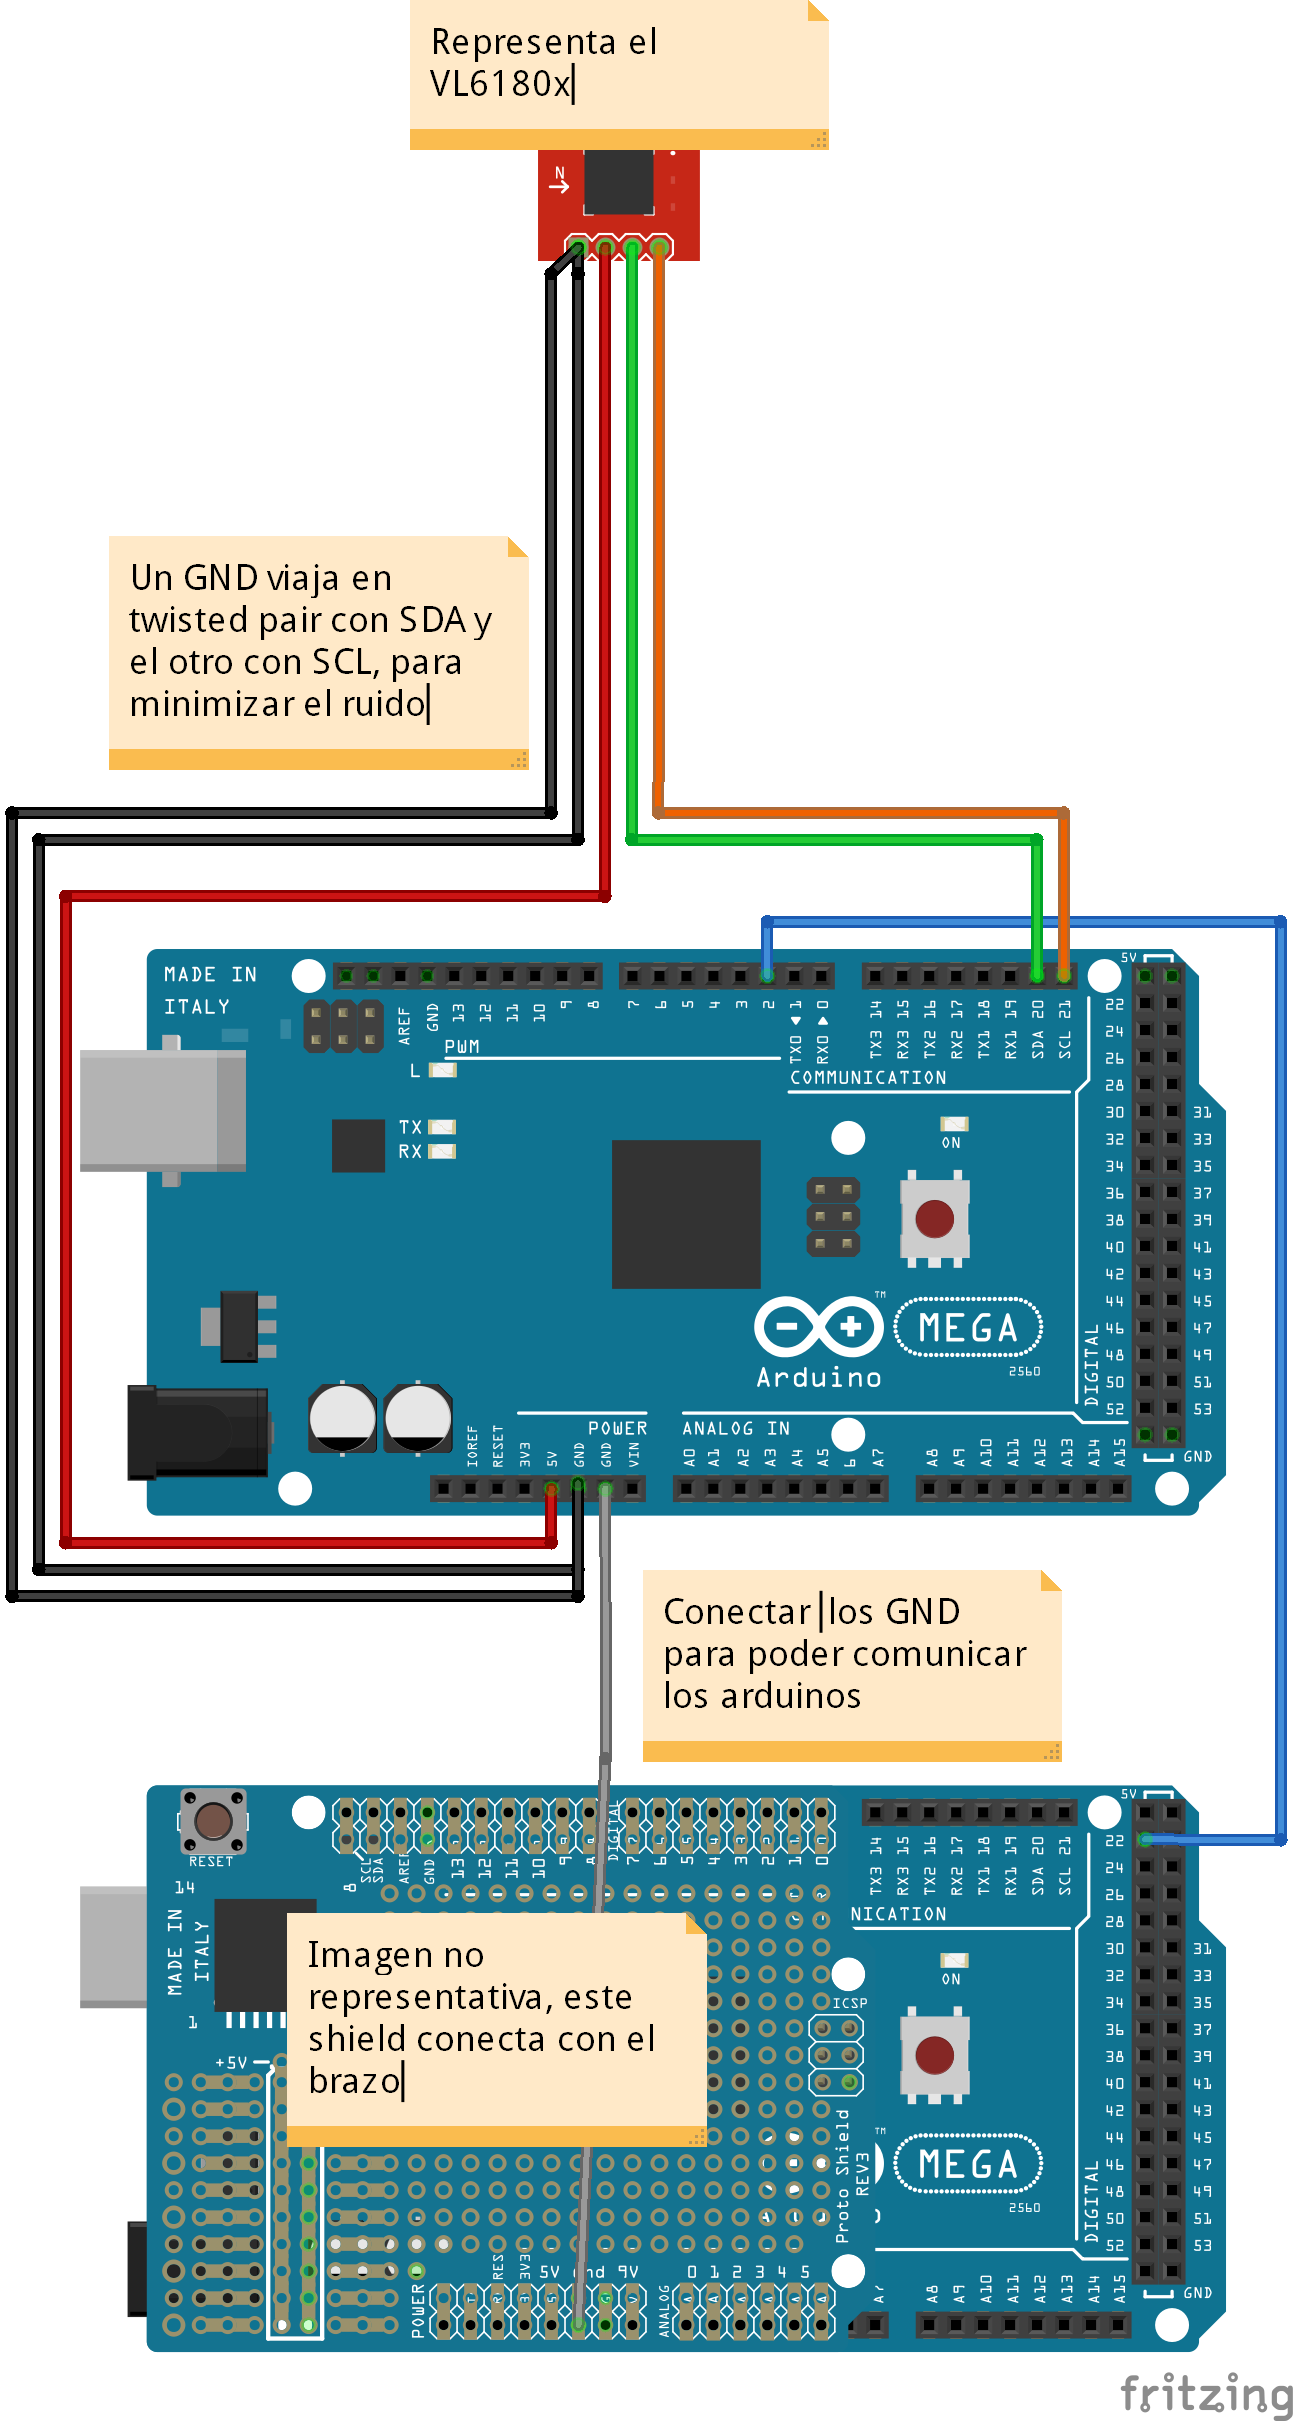 Representa el
VL6180x
N
Un GND viaja en
twisted pair con SDA y
el otro con SCL, para
minimizar el ruido
MADE IN
ITALY
AREF
GND
13
12
11
10
9
8
7
6
5
4
3
2
TX0 1
RX0 0
TX3 14
RX3 15
TX2 16
RX2 17
TX1 18
RX1 19
SDA 20
SCL 21
PWM
COMMUNICATION
L
TX
RX
ON
5V
22
24
26
28
30 31
32 33
34 35
36 37
38 39
40 41
42 43
44 45
46 47
48 49
50 51
52 53
GND
DIGITAL
TM
MEGA
2560
Arduino
POWER
ANALOG IN
IOREF
RESET
3V3
5V
GND
GND
VIN
A0
A1
A2
A3
A4
A5
6
A7
A8
A9
A10
A11
A12
A13
A14
A15
Conectar los GND
para poder comunicar
los arduinos
RESET
SCL
SDA
AREF
GND
13
12
11
10
9
DIGITAL
7
6
5
4
3
2
1
0
TX3 14
RX3 15
TX2 16
RX2 17
TX1 18
RX1 19
SDA 20
SCL 21
NICATION
14
8
MADE IN
ITALY
1
+5V
Imagen no
representativa, este
shield conecta con el
brazo
ICSP
ON
Proto Shield
REV3
TM
MEGA
2560
5V
22
24
26
28
30 31
32 33
34 35
36 37
38 39
40 41
42 43
44 45
46 47
48 49
50 51
52 53
GND
DIGITAL
POWER
RES
3V3
5V
9V
ANALOG
0 1 2 3 4 5
A8
A9
A10
A11
A12
A13
A14
A15
fritzing